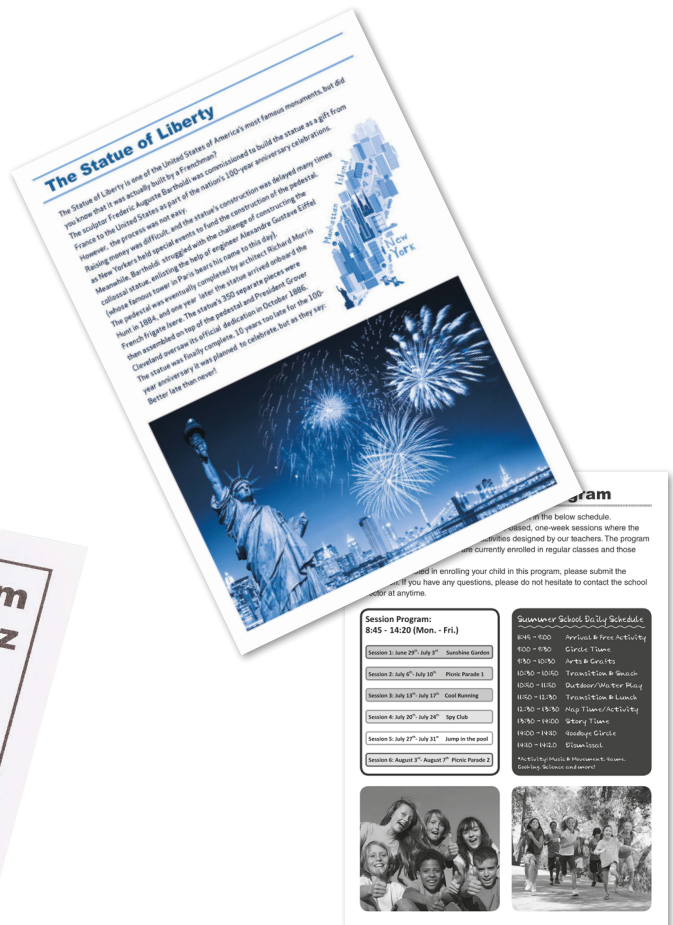 The Statue of Liberty
The Statue of Liberty is one of the United States of America's most famous monuments, but did
you know that it was actually built by a Frenchman?
The sculptor Frederic Auguste Bartholdi was commissioned to build the statue as a gift from
France to the United States as part of the nation's 100-year anniversary celebrations.
However, the process was not easy.
Raising money was difficult, and the statue's construction was delayed many times
as New Yorkers held special events to fund the construction of the pedestal.
Meanwhile, Bartholdi struggled with the challenge of constructing the
collossal statue, enlisting the help of engineer Alexandre Gustave Eiffel
(whose famous tower in Paris bears his name to this day).
The pedestal was eventually completed by architect Richard Morris
Hunt in 1884, and one year later the statue arrived onboard the
French frigate Isere. The statue's 350 separate pieces were
then assembled on top of the pedestal and President Grover
Cleveland oversaw its official dedication in October 1886.
The statue was finally complete, 10 years too late for the 100-
year anniversary it was planned to celebrate, but as they say:
Better late than never!
Manhattan Island
New
York
gram
in the below schedule.
-based, one-week sessions where the
activities designed by our teachers. The program
are currently enrolled in regular classes and those
in enrolling your child in this program, please submit the
If you have any questions, please do not hesitate to contact the school
at anytime.
Session Program:
8:45 - 14:20 (Mon. - Fri.)
Session 1: June 29th- July 3rd Sunshine Garden
Session 2: July 6th- July 10th Picnic Parade 1
Session 3: July 13th- July 17th Cool Running
Session 4: July 20th- July 24th Spy Club
Session 5: July 27th- July 31st Jump in the pool
Session 6: August 3rd- August 7th Picnic Parade 2
Summer School Daily Schedule
8:45 - 9:00 Arrival & Free Activity
9:00 - 9:30 Circle Time
9:30 - 10:30 Arts & Crafts
10:30 - 10:50 Transition & Snack
10:50 - 11:50 Outdoor/Water Play
11:50 - 12:30 Transition & Lunch
12:30 - 13:30 Nap Time/Activity
13:30 - 14:00 Story Time
14:00 - 14:10 Goodbye Circle
14:10 - 14:20 Dismissal
*Activity: Music & Movement, Game,
Cooking, Science and more!
m
z